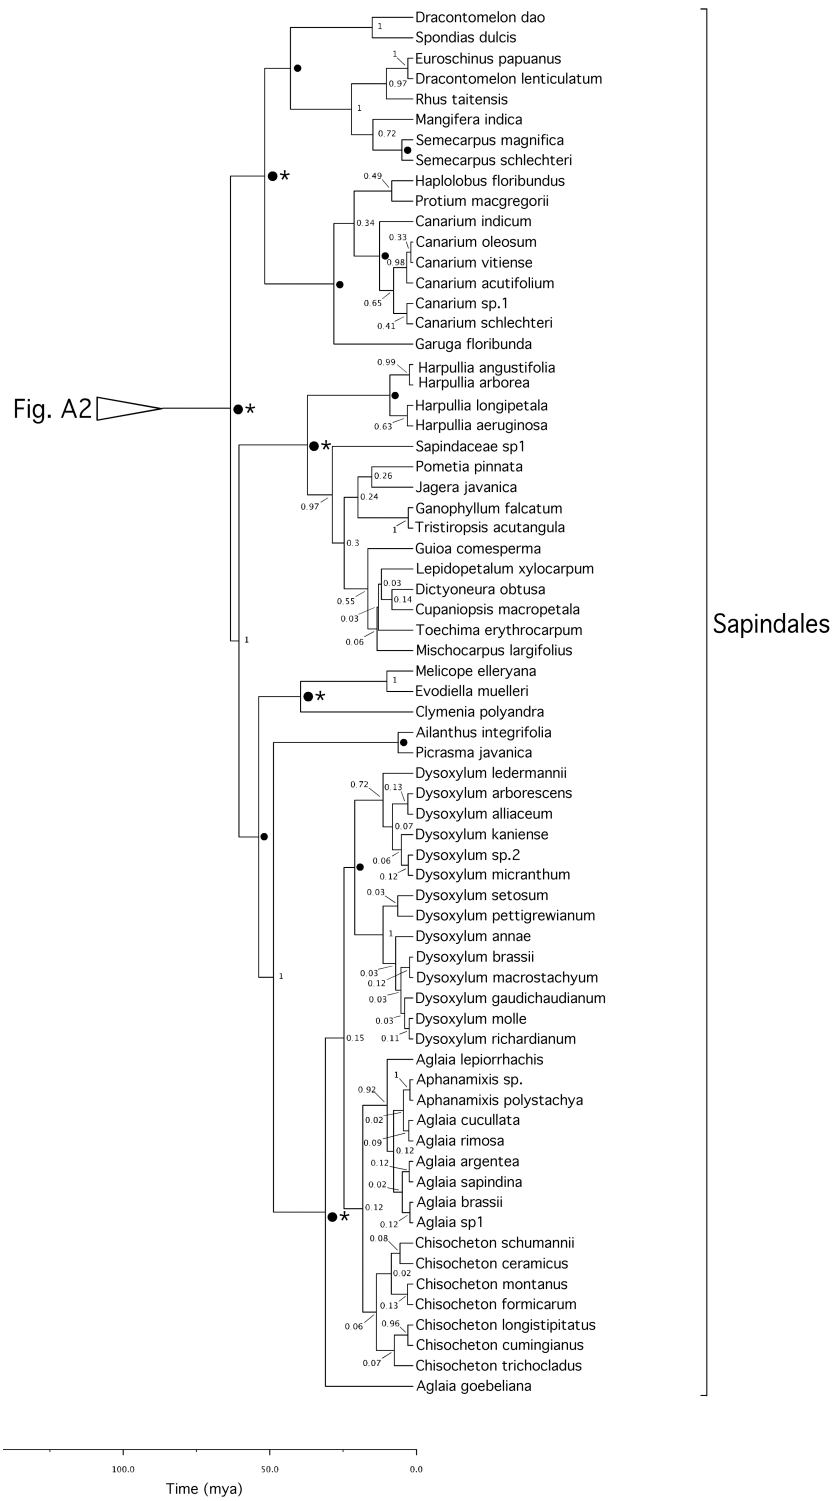 Dracontomelon dao
1
Spondias dulcis
Euroschinus papuanus
1
Dracontomelon lenticulatum
0.97
Rhus taitensis
1
Mangifera indica
0.72
Semecarpus magnifica
Semecarpus schlechteri
*
0.49
Haplolobus floribundus
Protium macgregorii
0.34
Canarium indicum
0.33
Canarium oleosum
0.98
Canarium vitiense
Canarium acutifolium
0.65
Canarium sp.1
0.41
Canarium schlechteri
Garuga floribunda
0.99
Harpullia angustifolia
Harpullia arborea
Fig. A2
*
Harpullia longipetala
0.63
Harpullia aeruginosa
*
Sapindaceae sp1
Pometia pinnata
0.26
Jagera javanica
0.24
0.97
Ganophyllum falcatum
1
Tristiropsis acutangula
0.3
Guioa comesperma
Lepidopetalum xylocarpum
0.03
Dictyoneura obtusa
0.55
0.14
Cupaniopsis macropetala
0.03
Sapindales
Toechima erythrocarpum
0.06
1
Mischocarpus largifolius
Melicope elleryana
1
Evodiella muelleri
*
Clymenia polyandra
Ailanthus integrifolia
Picrasma javanica
Dysoxylum ledermannii
0.72
0.13
Dysoxylum arborescens
Dysoxylum alliaceum
0.07
Dysoxylum kaniense
0.06
Dysoxylum sp.2
0.12
Dysoxylum micranthum
0.03
Dysoxylum setosum
Dysoxylum pettigrewianum
1
Dysoxylum annae
Dysoxylum brassii
0.03
1
Dysoxylum macrostachyum
0.12
0.03
Dysoxylum gaudichaudianum
0.03
Dysoxylum molle
0.15
0.11
Dysoxylum richardianum
Aglaia lepiorrhachis
1
Aphanamixis sp.
0.92
Aphanamixis polystachya
0.02
Aglaia cucullata
0.09
Aglaia rimosa
0.12
0.12
Aglaia argentea
0.02
Aglaia sapindina
Aglaia brassii
0.12
*
0.12
Aglaia sp1
0.08
Chisocheton schumannii
Chisocheton ceramicus
0.02
Chisocheton montanus
0.13
Chisocheton formicarum
0.06
0.96
Chisocheton longistipitatus
Chisocheton cumingianus
0.07
Chisocheton trichocladus
Aglaia goebeliana
100.0 50.0 0.0
Time (mya)